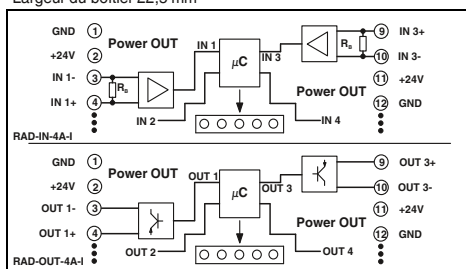 Largeur du boîtier 22,5 mm
GND 1 Power OUT 9 IN 3+
+24V 2 IN 1 µC IN 3 RS 10 IN 3-
IN 1- 3 RS 11 +24V
IN 1+ 4 Power OUT 12 GND
IN 2 IN 4
RAD-IN-4A-I
GND 1 Power OUT 9 OUT 3+
+24V 2 OUT 1 µC OUT 3 10 OUT 3-
OUT 1- 3 11 +24V
OUT 1+ 4 Power OUT 12 GND
OUT 2 OUT 4
RAD-OUT-4A-I